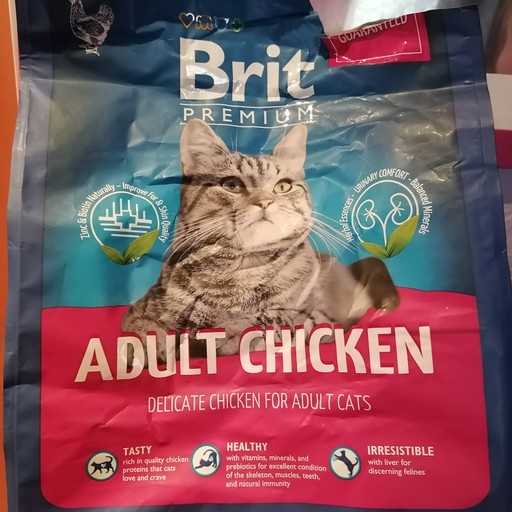 GUARANTEED
Brit
PREMIUM
Zinc & Biotin Naturally – Improve Fur & Skin Quality
Herbal Essences – URINARY COMFORT – Balanced Minerals
ADULT CHICKEN
DELICATE CHICKEN FOR ADULT CATS
TASTY
rich in quality chicken
proteins that cats
love and crave
HEALTHY
with vitamins, minerals, and
prebiotics for excellent condition
of the skeleton, muscles, teeth,
and natural immunity
IRRESISTIBLE
with liver for
discerning felines